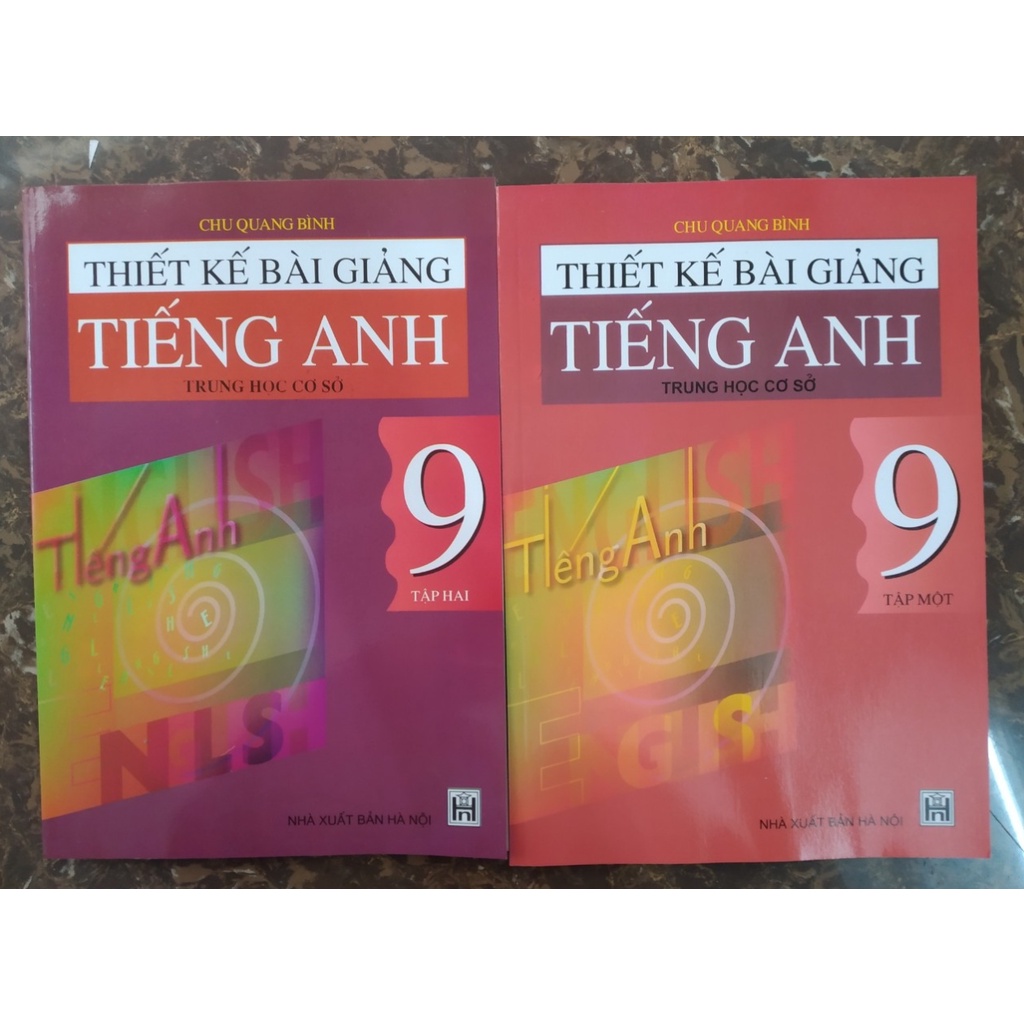 CHU QUANG BÌNH
THIẾT KẾ BÀI GIẢNG
TIẾNG ANH
TRUNG HỌC CƠ SỞ
ENGLISH
Tiếng Anh
9
TẬP HAI
NHÀ XUẤT BẢN HÀ NỘI
CHU QUANG BÌNH
THIẾT KẾ BÀI GIẢNG
TIẾNG ANH
TRUNG HỌC CƠ SỞ
ENGLISH
Tiếng Anh
9
TẬP MỘT
NHÀ XUẤT BẢN HÀ NỘI